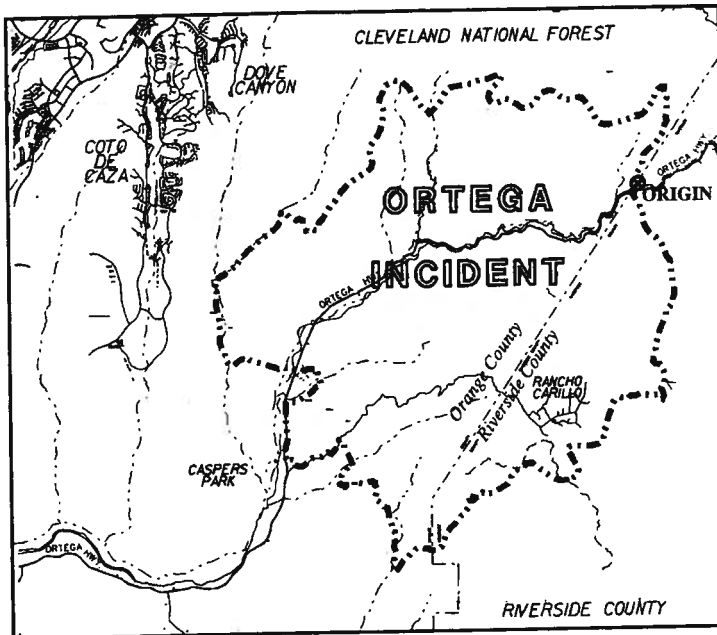 CLEVELAND NATIONAL FOREST
DOVE
CANYON
COTO
DE
CAZA
ORTEGA HWY
ORIGIN
ORTEGA
INCIDENT
ORTEGA HWY
Orange County
Riverside County
RANCHO
CARILLO
CASPERS
PARK
ORTEGA HWY
RIVERSIDE COUNTY